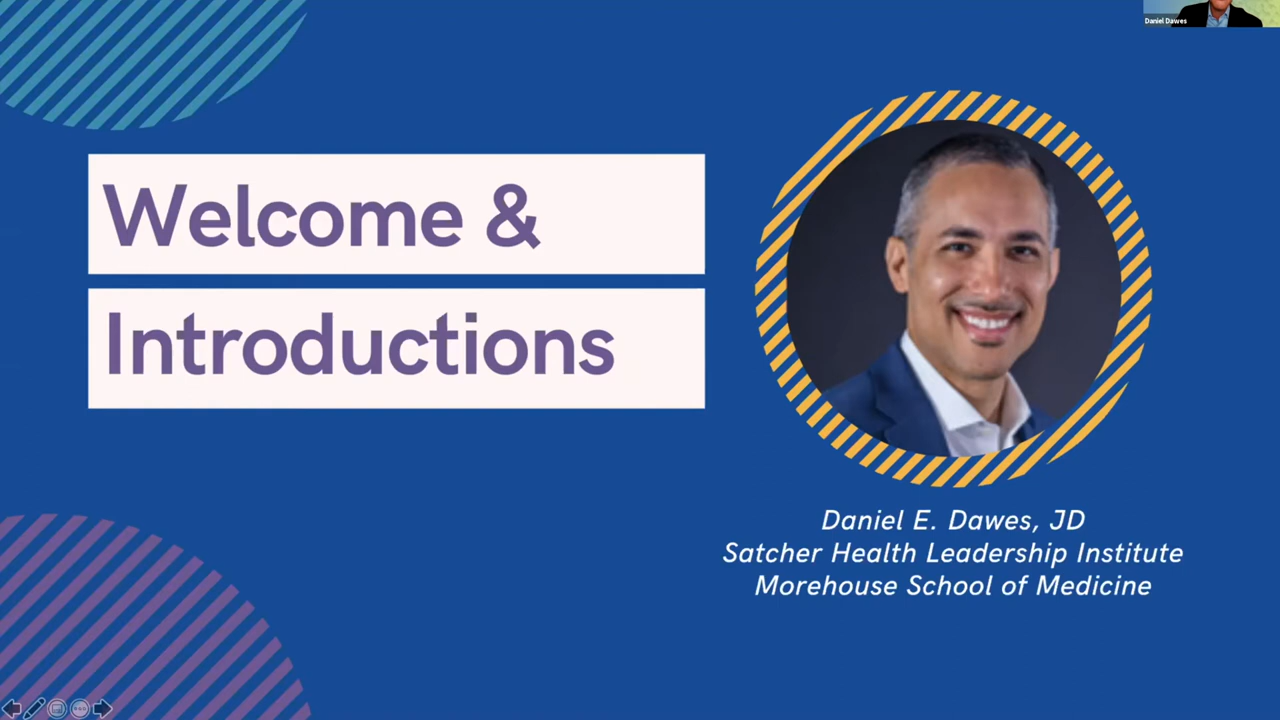 Daniel Dawes
Welcome &
Introductions
Daniel E. Dawes, JD
Satcher Health Leadership Institute
Morehouse School of Medicine